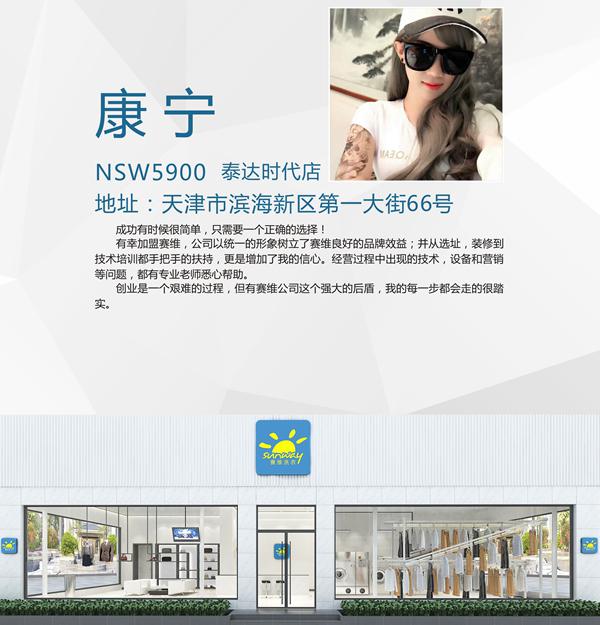 康宁
NSW5900 泰达时代店
地址：天津市滨海新区第一大街66号
成功有时候很简单，只需要一个正确的选择！
有幸加盟赛维，公司以统一的形象树立了赛维良好的品牌效益；并从选址，装修到
技术培训都手把手的扶持，更是增加了我的信心。经营过程中出现的技术，设备和营销
等问题，都有专业老师悉心帮助。
创业是一个艰难的过程，但有赛维公司这个强大的后盾，我的每一步都会走的很踏
实。
sunway
赛维洗衣